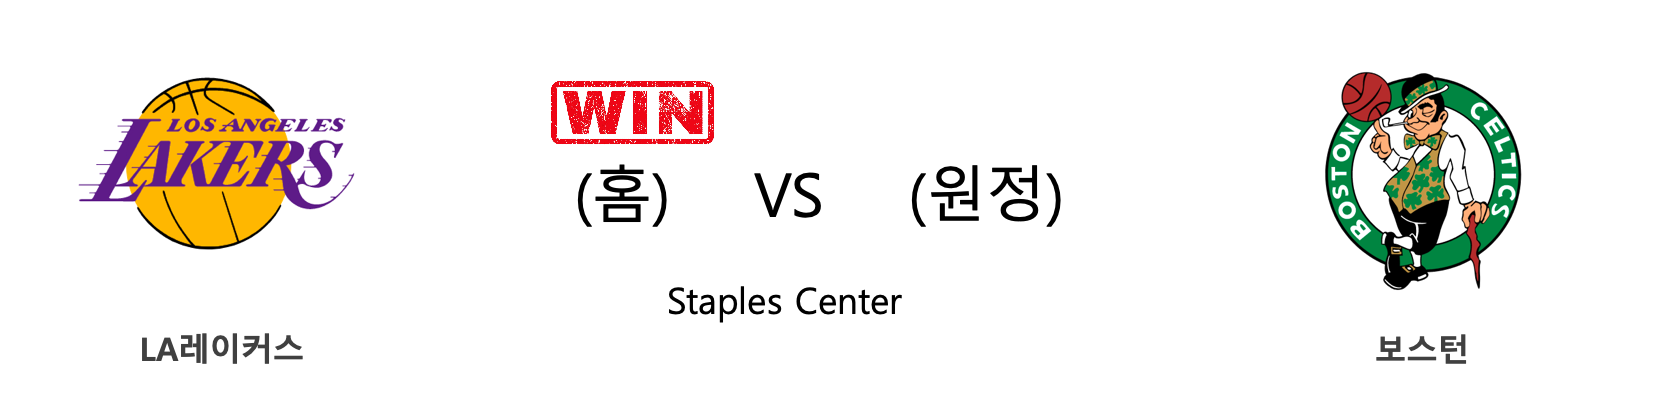 LOS ANGELES
LAKERS
LA레이커스
WIN
(홈) VS (원정)
Staples Center
BOSTON CELTICS
보스턴